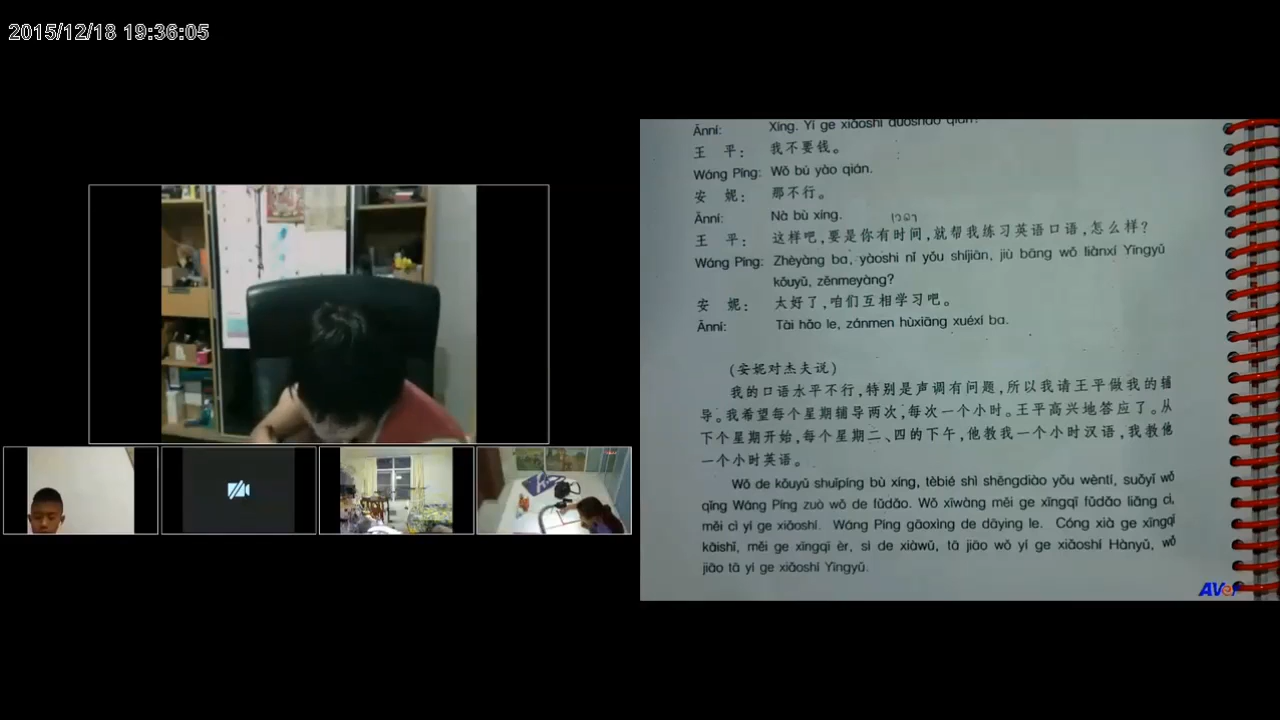 2015/12/18 19:36:05
Ānní: Xíng. Yí ge xiǎoshí duōshao qián?
王 平： 我不要钱。
Wáng Píng: Wǒ bú yào qián.
安 妮： 那不行。
Ānní: Nà bù xíng.
เวลา
王 平： 这样吧，要是你有时间，就帮我练习英语口语，怎么样？
Wáng Píng: Zhèyàng ba, yàoshi nǐ yǒu shíjiān, jiù bāng wǒ liànxí Yīngyǔ
kǒuyǔ, zěnmeyàng?
安 妮： 太好了，咱们互相学习吧。
Ānní: Tài hǎo le, zánmen hùxiāng xuéxí ba.
（安妮对杰夫说）
我的口语水平不行，特别是声调有问题，所以我请王平做我的辅
导。我希望每个星期辅导两次，每次一个小时。王平高兴地答应了。从
下个星期开始，每个星期二、四的下午，他教我一个小时汉语，我教他
一个小时英语。
Wǒ de kǒuyǔ shuǐpíng bù xíng, tèbié shì shēngdiào yǒu wèntí, suǒyǐ wǒ
qǐng Wáng Píng zuò wǒ de fǔdǎo. Wǒ xīwàng měi ge xīngqī fǔdǎo liǎng cì,
měi cì yí ge xiǎoshí. Wáng Píng gāoxìng de dāying le. Cóng xià ge xīngqī
kāishǐ, měi ge xīngqī èr, sì de xiàwǔ, tā jiāo wǒ yí ge xiǎoshí Hànyǔ, wǒ
jiāo tā yí ge xiǎoshí Yīngyǔ.
AVer